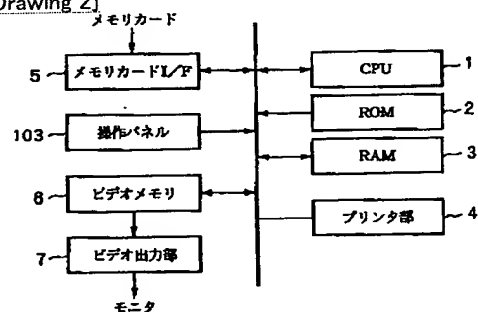 Drawing 2]
メモリカード
5 メモリカードI/F
103 操作パネル
6 ビデオメモリ
7 ビデオ出力部
モニタ
CPU 1
ROM 2
RAM 3
プリンタ部 4